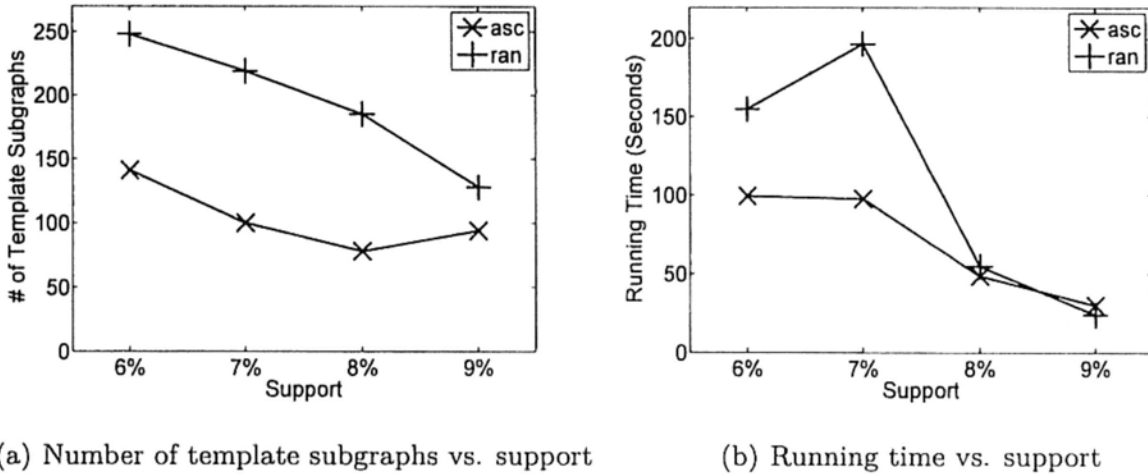 250
200
150
100
50
0
# of Template Subgraphs
asc
ran
6% 7% 8% 9%
Support
200
150
100
50
0
Running Time (Seconds)
asc
ran
6% 7% 8% 9%
Support
(a) Number of template subgraphs vs. support
(b) Running time vs. support